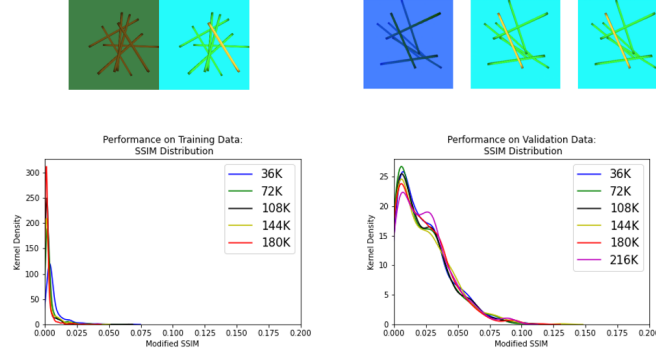 Performance on Training Data:
SSIM Distribution
Kernel Density
300
250
200
150
100
50
0
36K
72K
108K
144K
180K
0.000 0.025 0.050 0.075 0.100 0.125 0.150 0.175 0.200
Modified SSIM
Performance on Validation Data:
SSIM Distribution
Kernel Density
25
20
15
10
5
0
36K
72K
108K
144K
180K
216K
0.000 0.025 0.050 0.075 0.100 0.125 0.150 0.175 0.200
Modified SSIM